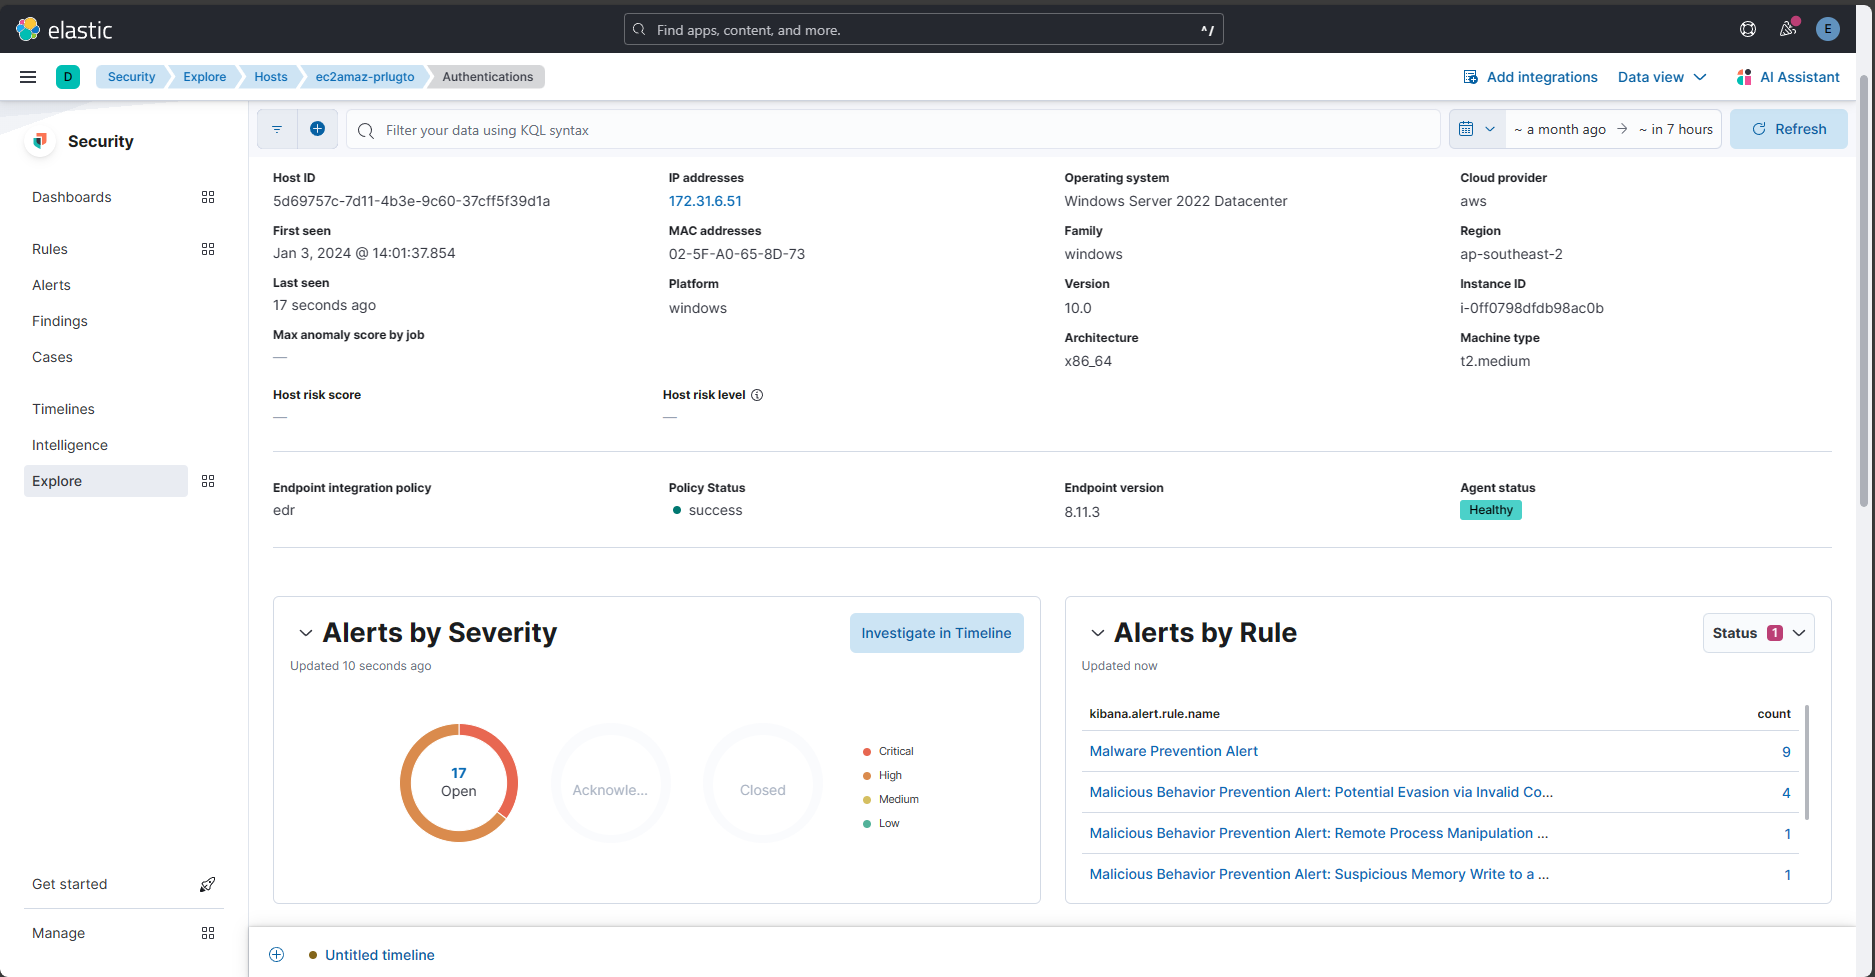 elastic
Find apps, content, and more.
^/
E
D
Security
Explore
Hosts
ec2amaz-prlugto
Authentications
Add integrations
Data view
AI Assistant
Security
Dashboards
Rules
Alerts
Findings
Cases
Timelines
Intelligence
Explore
Get started
Manage
Filter your data using KQL syntax
~ a month ago → ~ in 7 hours
Refresh
Host ID
5d69757c-7d11-4b3e-9c60-37cff5f39d1a
First seen
Jan 3, 2024 @ 14:01:37.854
Last seen
17 seconds ago
Max anomaly score by job
—
IP addresses
172.31.6.51
MAC addresses
02-5F-A0-65-8D-73
Platform
windows
Operating system
Windows Server 2022 Datacenter
Family
windows
Version
10.0
Architecture
x86_64
Cloud provider
aws
Region
ap-southeast-2
Instance ID
i-0ff0798dfdb98ac0b
Machine type
t2.medium
Host risk score
—
Host risk level
—
Endpoint integration policy
edr
Policy Status
success
Endpoint version
8.11.3
Agent status
Healthy
Alerts by Severity
Investigate in Timeline
Updated 10 seconds ago
17
Open
Acknowle...
Closed
Critical
High
Medium
Low
Alerts by Rule
Status 1
Updated now
kibana.alert.rule.name count
Malware Prevention Alert 9
Malicious Behavior Prevention Alert: Potential Evasion via Invalid Co... 4
Malicious Behavior Prevention Alert: Remote Process Manipulation ... 1
Malicious Behavior Prevention Alert: Suspicious Memory Write to a ... 1
Untitled timeline